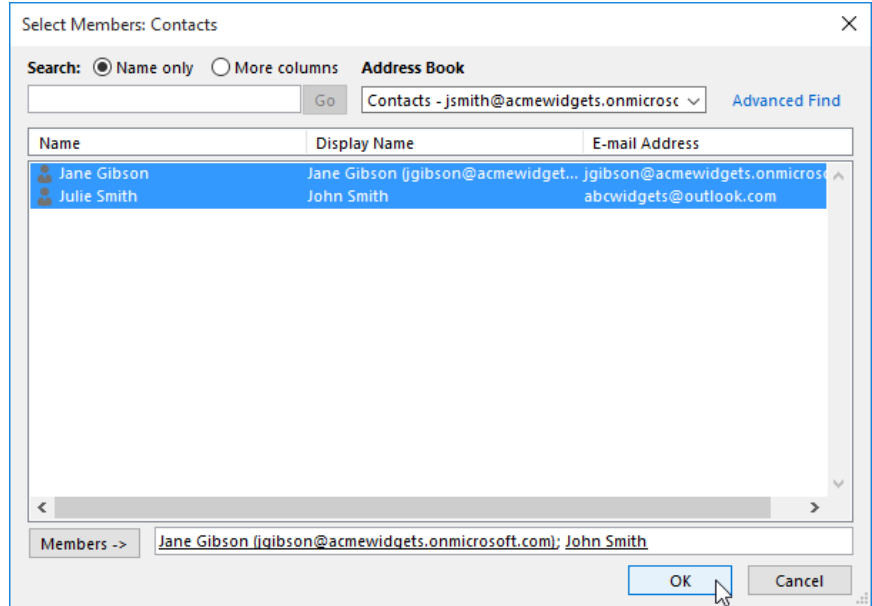 Select Members: Contacts
Search: Name only More columns Address Book
Go Contacts - jsmith@acmewidgets.onmicrosc Advanced Find
Name Display Name E-mail Address
Jane Gibson Jane Gibson (jgibson@acmewidget... jgibson@acmewidgets.onmicroso
Julie Smith John Smith abcwidgets@outlook.com
Members -> Jane Gibson (jgibson@acmewidgets.onmicrosoft.com); John Smith
OK Cancel